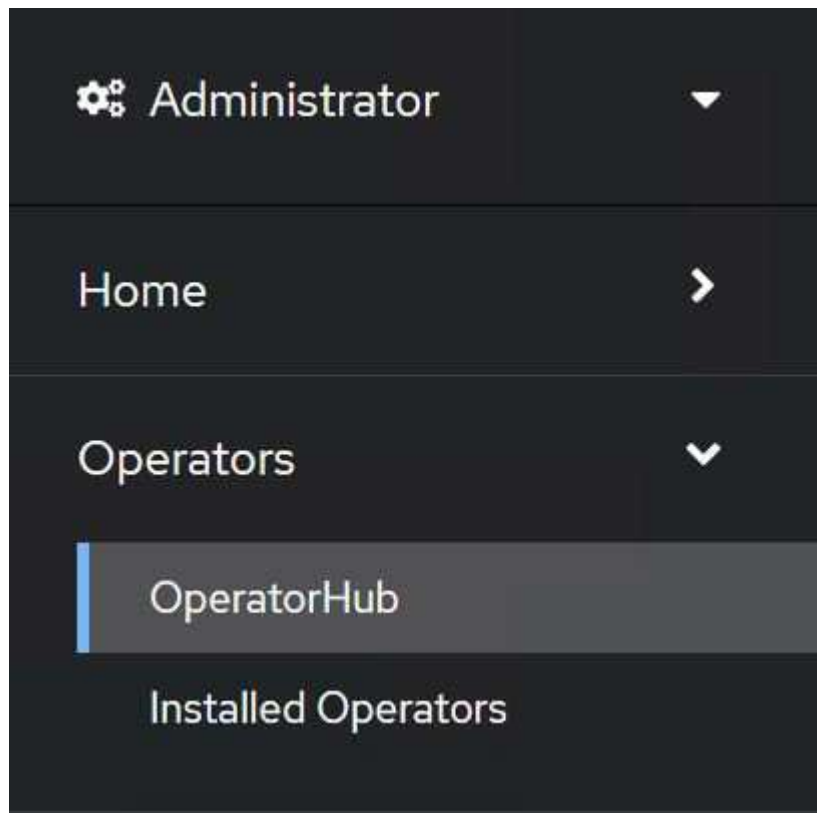 Administrator
Home
Operators
OperatorHub
Installed Operators